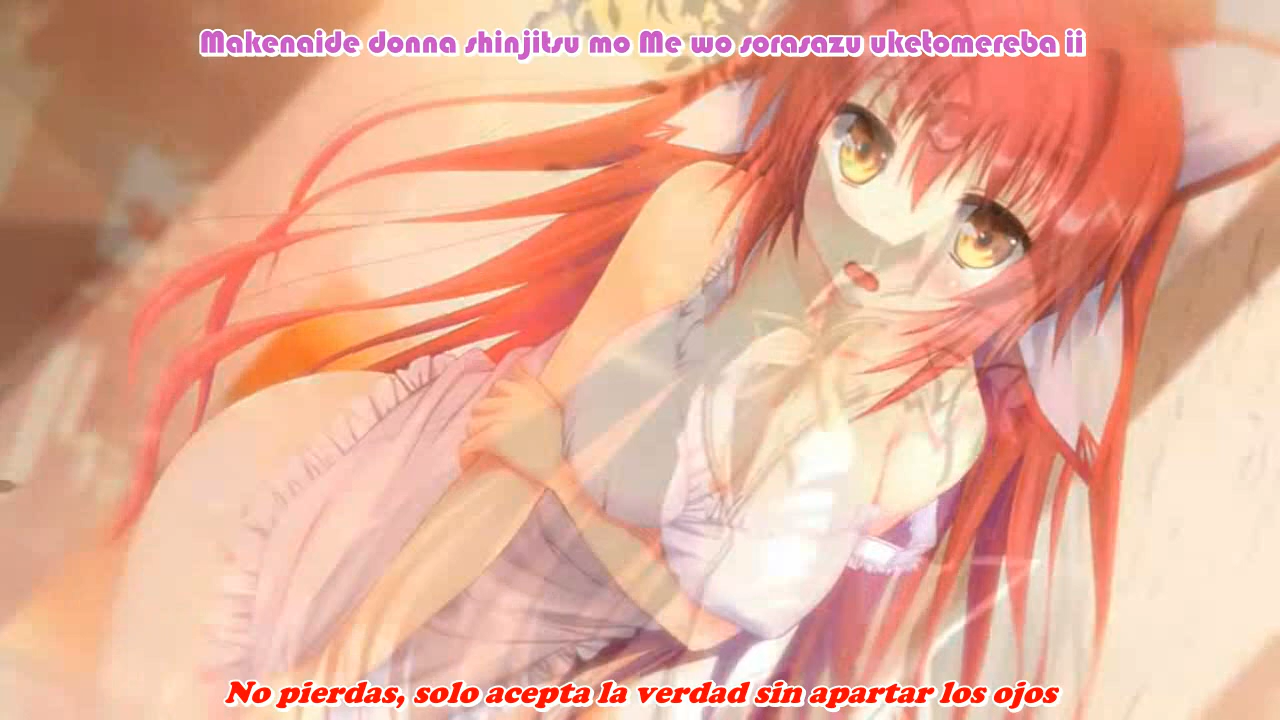 Makenaide donna shinjitsu mo Me wo sorasazu uketomereba ii
No pierdas, solo acepta la verdad sin apartar los ojos